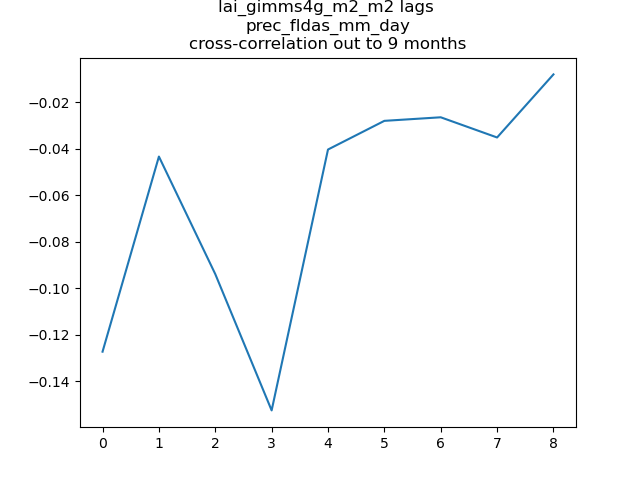 lai_gimms4g_m2_m2 lags
prec_fldas_mm_day
cross-correlation out to 9 months
−0.02
−0.04
−0.06
−0.08
−0.10
−0.12
−0.14
0 1 2 3 4 5 6 7 8